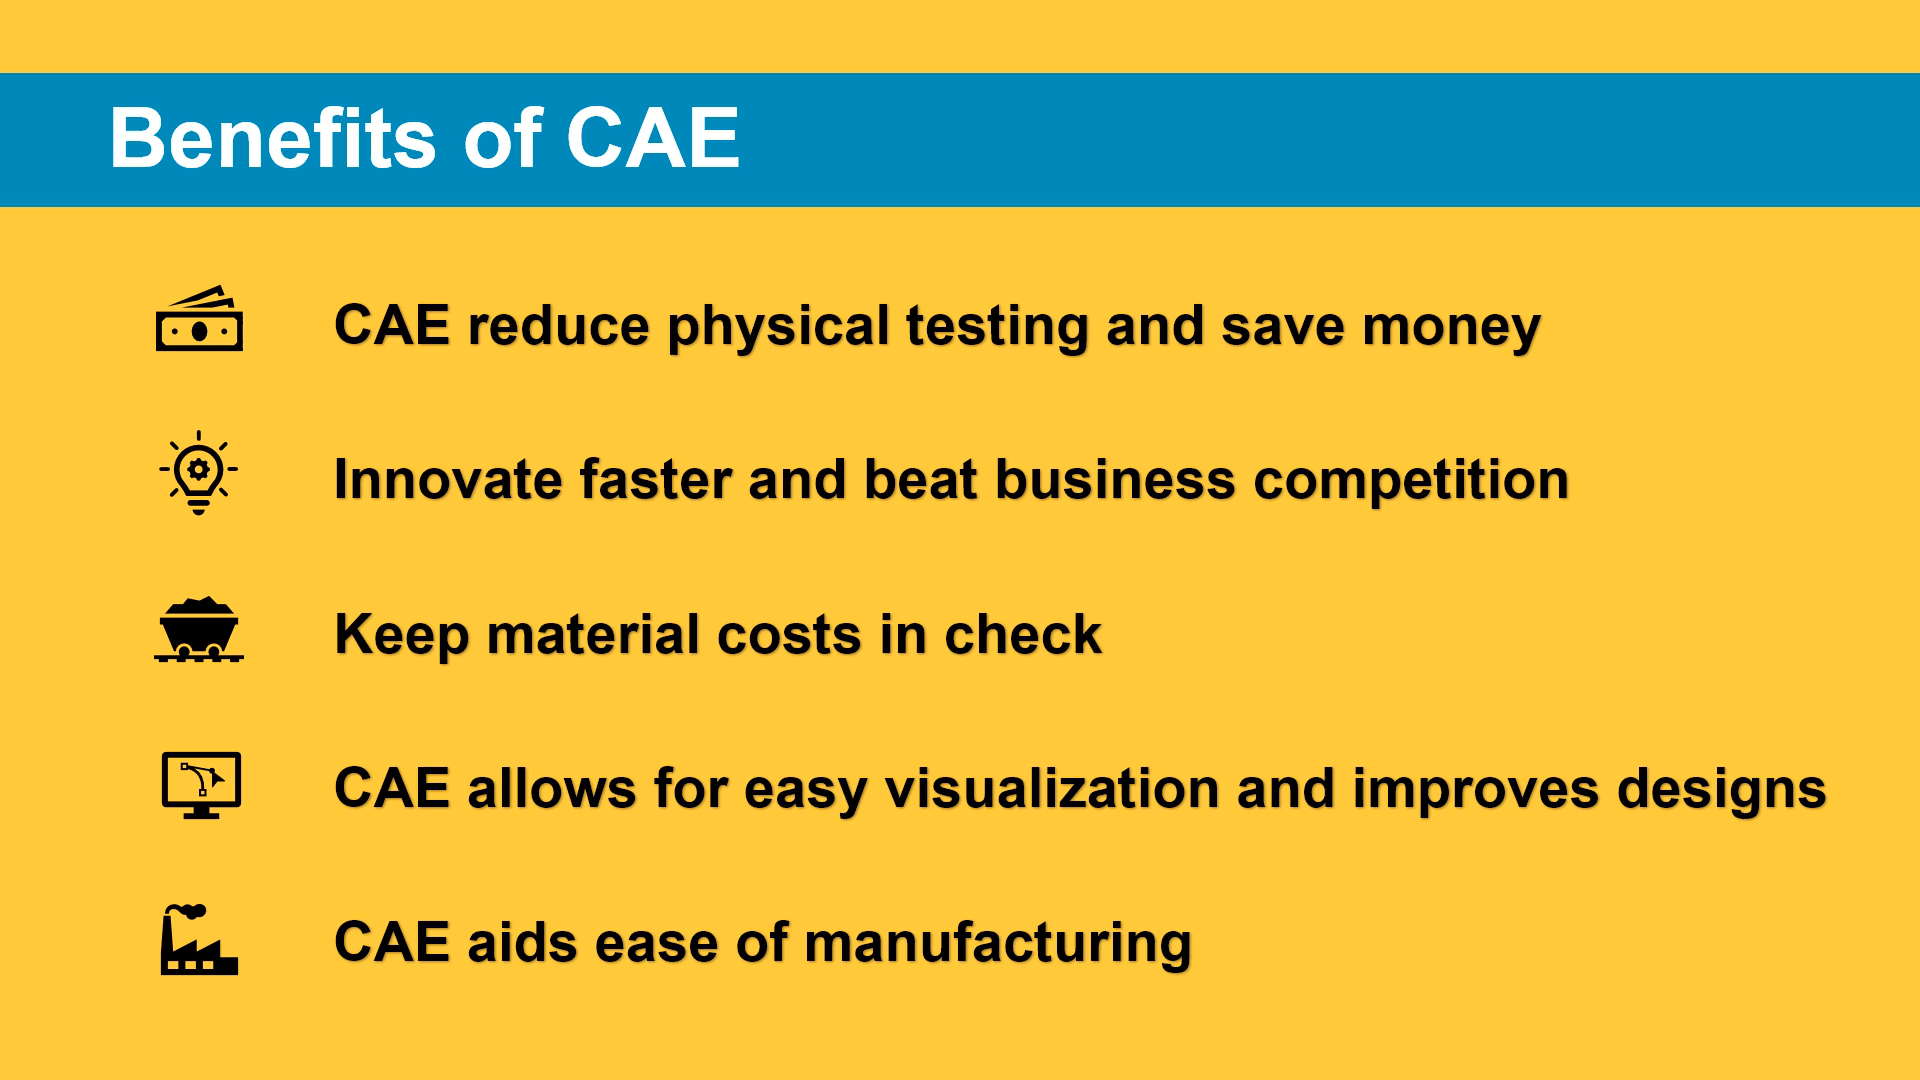 Benefits of CAE
CAE reduce physical testing and save money
Innovate faster and beat business competition
Keep material costs in check
CAE allows for easy visualization and improves designs
CAE aids ease of manufacturing